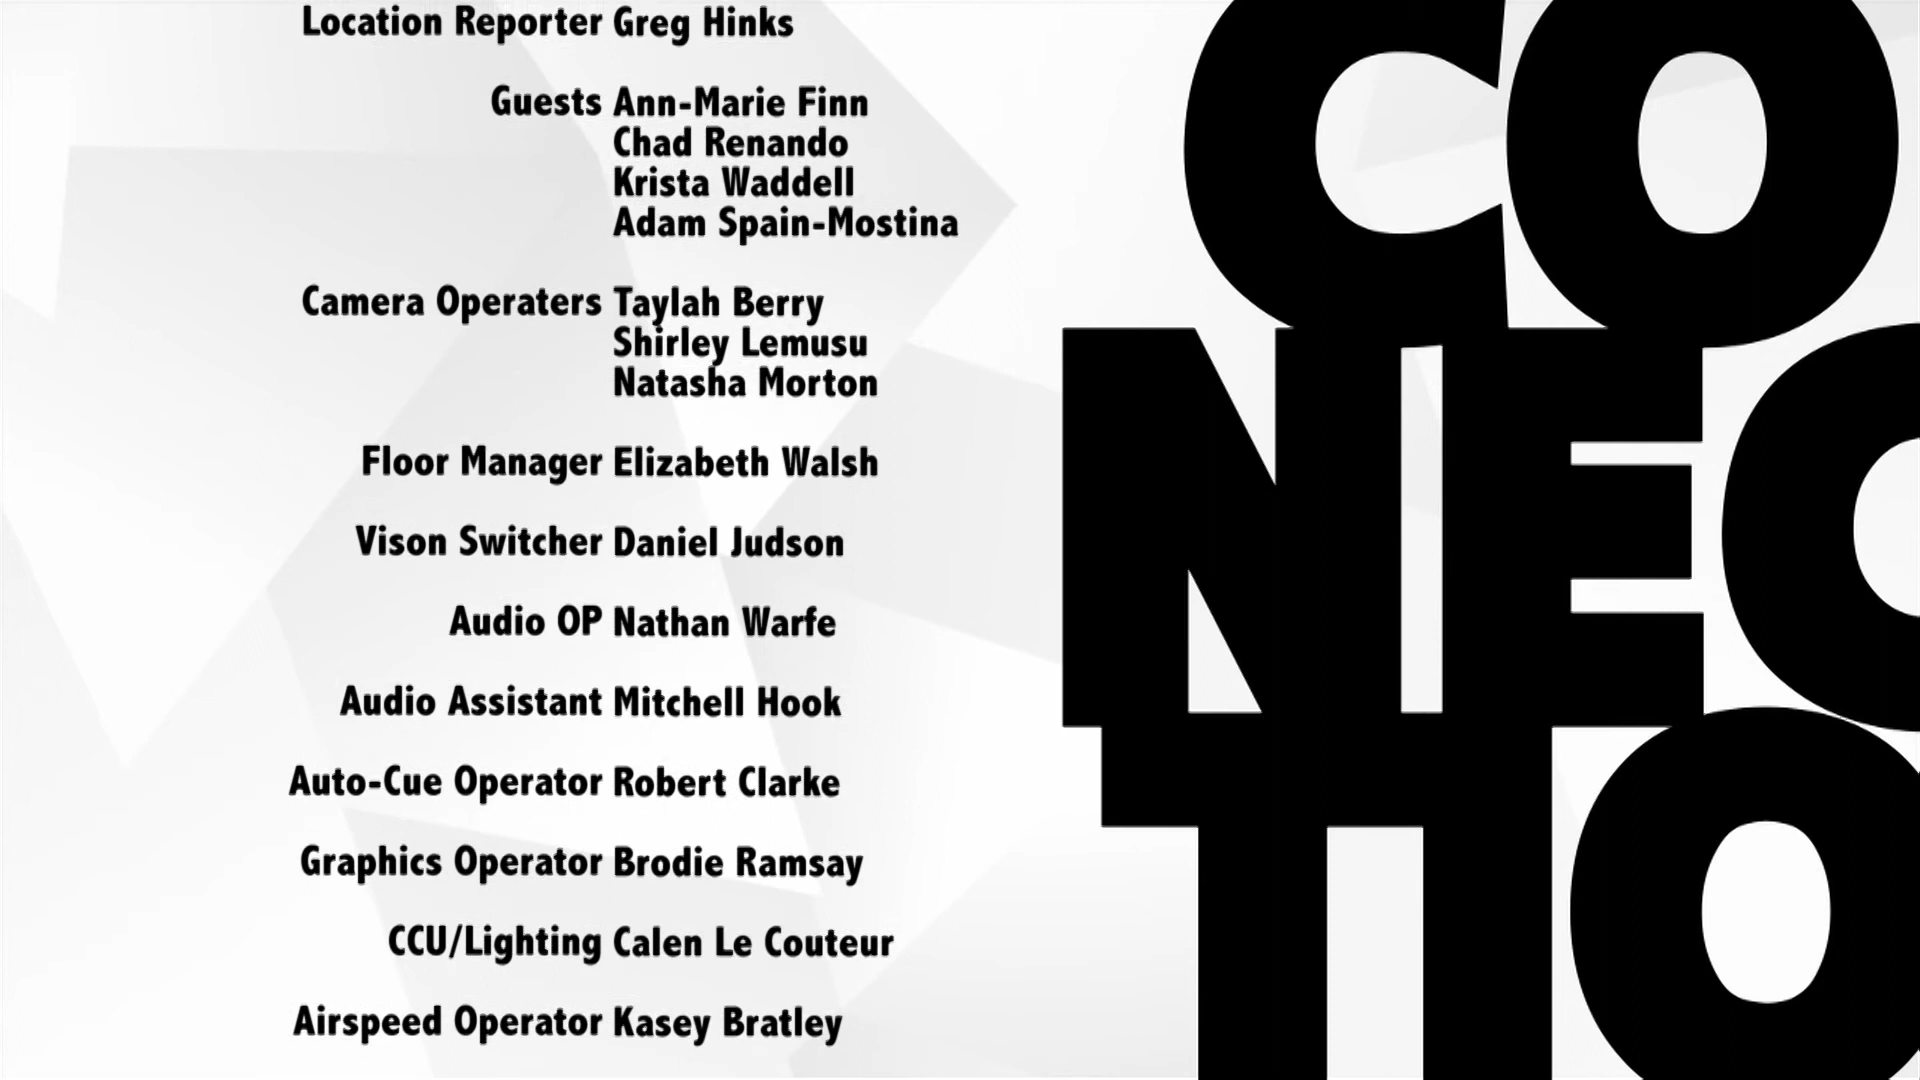 Location Reporter Greg Hinks
Guests Ann-Marie Finn
Chad Renando
Krista Waddell
Adam Spain-Mostina
Camera Operaters Taylah Berry
Shirley Lemusu
Natasha Morton
Floor Manager Elizabeth Walsh
Vison Switcher Daniel Judson
Audio OP Nathan Warfe
Audio Assistant Mitchell Hook
Auto-Cue Operator Robert Clarke
Graphics Operator Brodie Ramsay
CCU/Lighting Calen Le Couteur
Airspeed Operator Kasey Bratley
CO
NEC
TIO